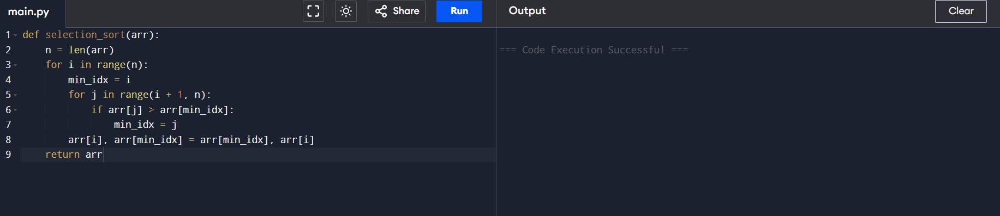 main.py
Share
Run
Output
Clear
1 def selection_sort(arr):
2     n = len(arr)
3     for i in range(n):
4         min_idx = i
5         for j in range(i + 1, n):
6             if arr[j] > arr[min_idx]:
7                 min_idx = j
8         arr[i], arr[min_idx] = arr[min_idx], arr[i]
9     return arr
=== Code Execution Successful ===